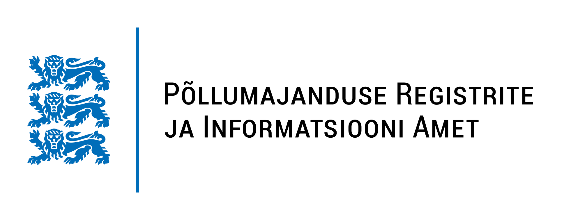 Põllumajanduse Registrite
ja Informatsiooni Amet